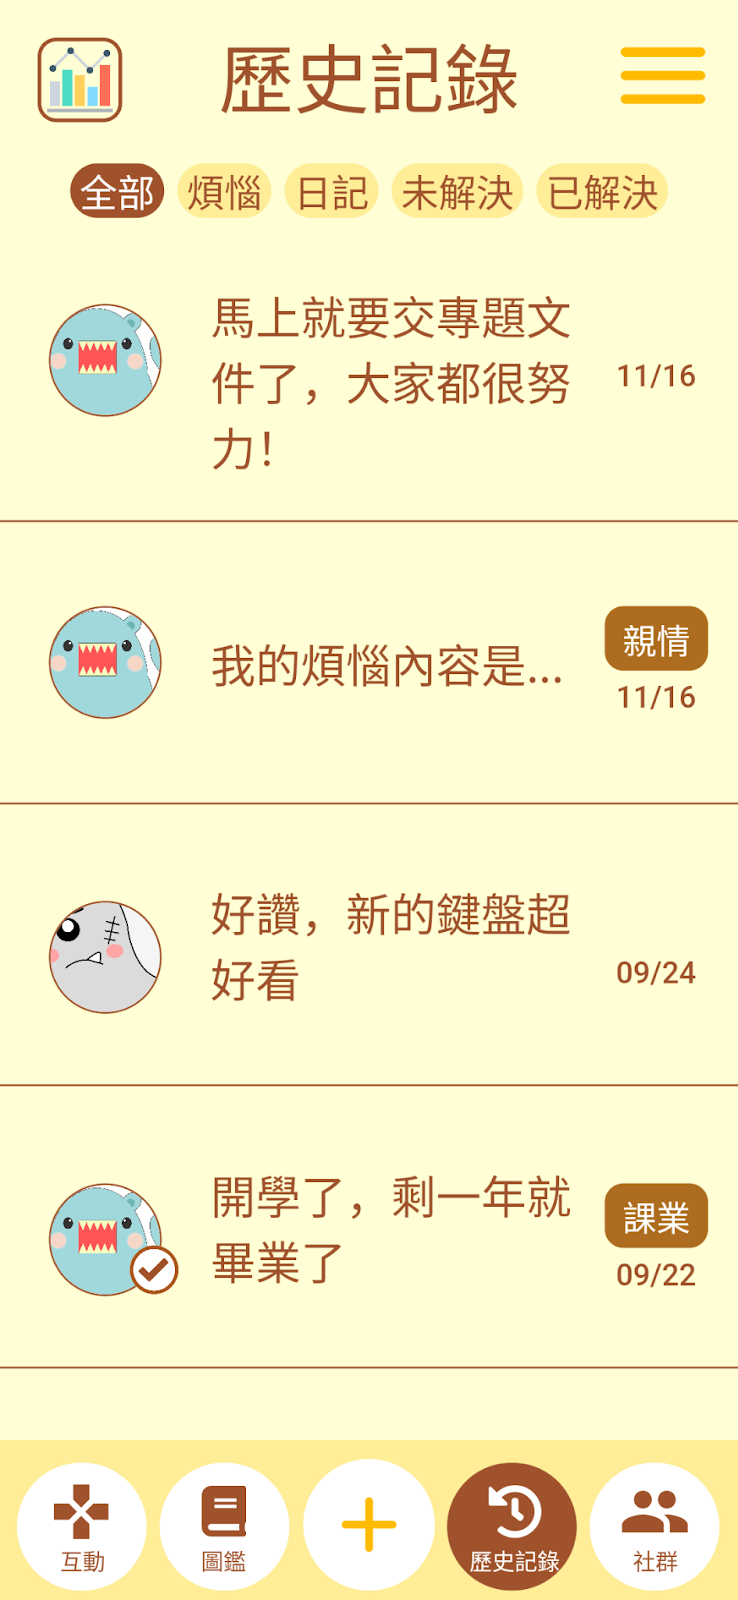 歷史記錄
全部 煩惱 日記 未解決 已解決
馬上就要交專題文
件了，大家都很努
力！
11/16
我的煩惱內容是...
親情
11/16
好讚，新的鍵盤超
好看
09/24
開學了，剩一年就
畢業了
課業
09/22
互動 圖鑑 歷史記錄 社群